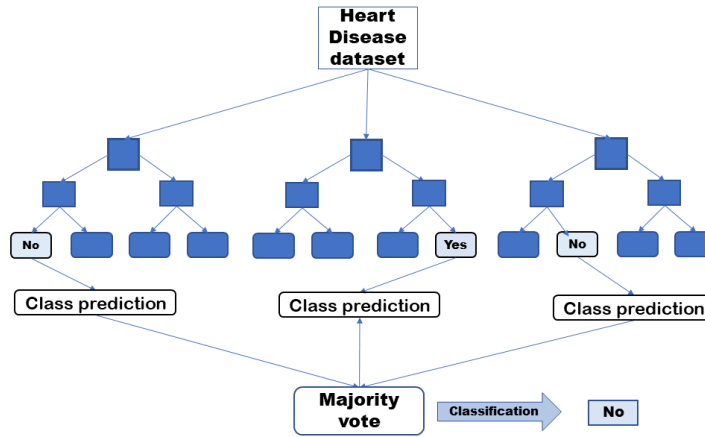 Heart
Disease
dataset
No
Yes
No
Class prediction
Class prediction
Class prediction
Majority
vote
Classification
No